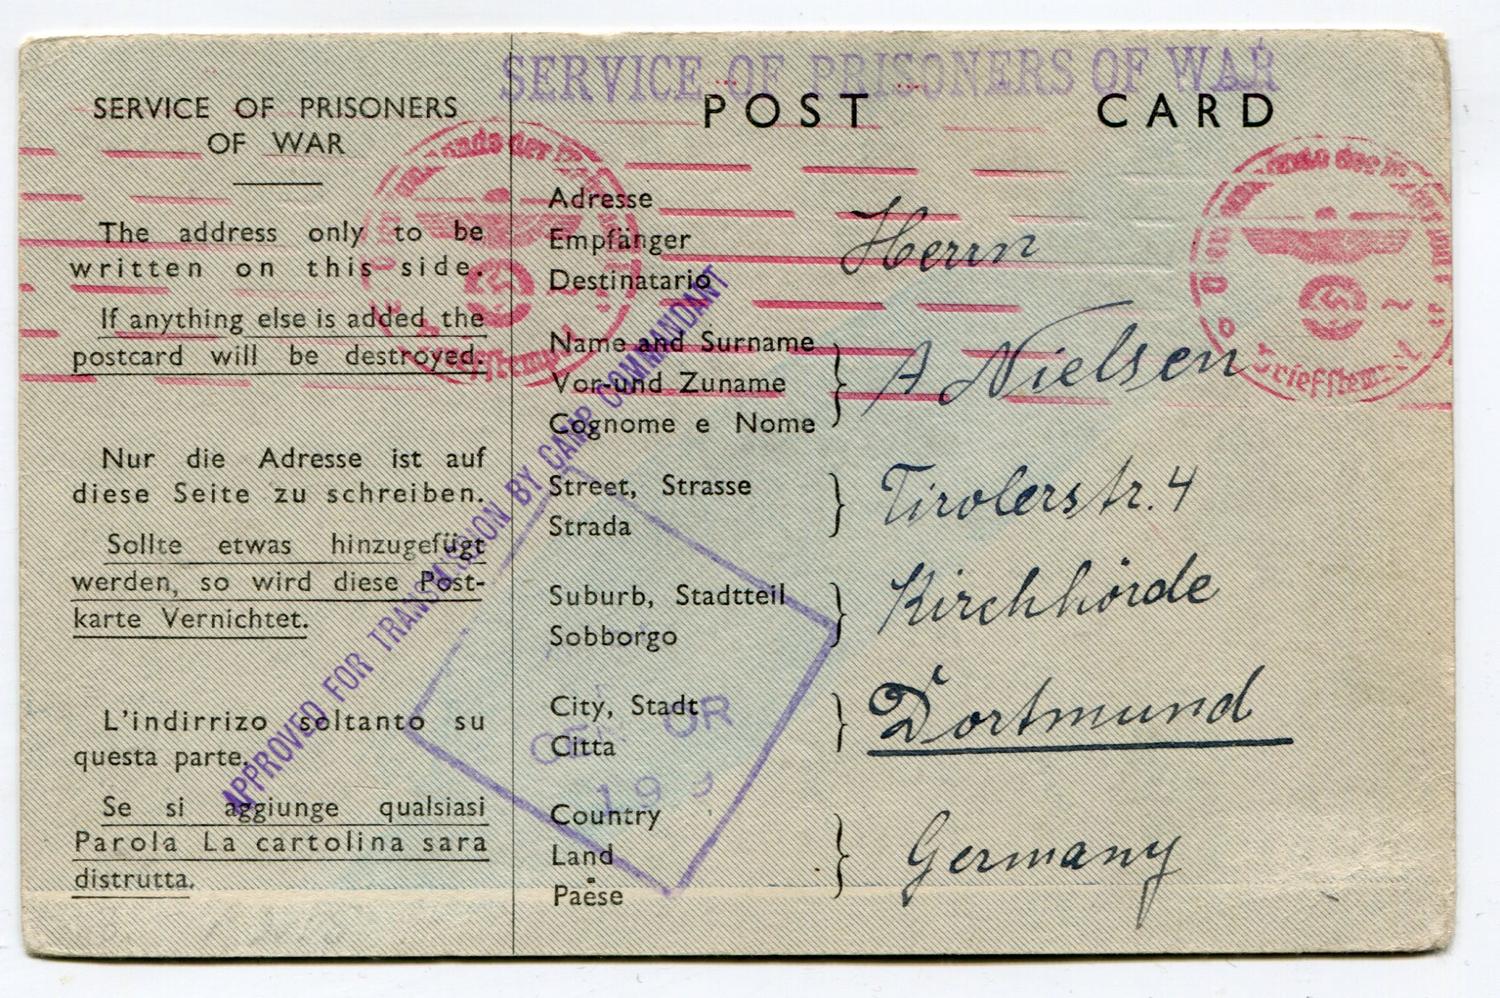 SERVICE OF PRISONERS OF WAR
SERVICE OF PRISONERS
OF WAR
The address only to be
written on this side.
If anything else is added the
postcard will be destroyed.
Nur die Adresse ist auf
diese Seite zu schreiben.
Sollte etwas hinzugefügt
werden, so wird diese Post-
karte Vernichtet.
L'indirrizo soltanto su
questa parte.
Se si aggiunge qualsiasi
Parola La cartolina sara
distrutta.
POST CARD
Adresse
Empfänger
Destinatario
Herrn
Name and Surname
Vor-und Zuname
Cognome e Nome
A Nielsen
Street, Strasse
Strada
Tirolerstr. 4
Suburb, Stadtteil
Sobborgo
Kirchhörde
City, Stadt
Citta
Dortmund
Country
Land
Paëse
Germany
APPROVED FOR TRANSMISSION BY CAMP COMMANDANT
der
Briefstempel